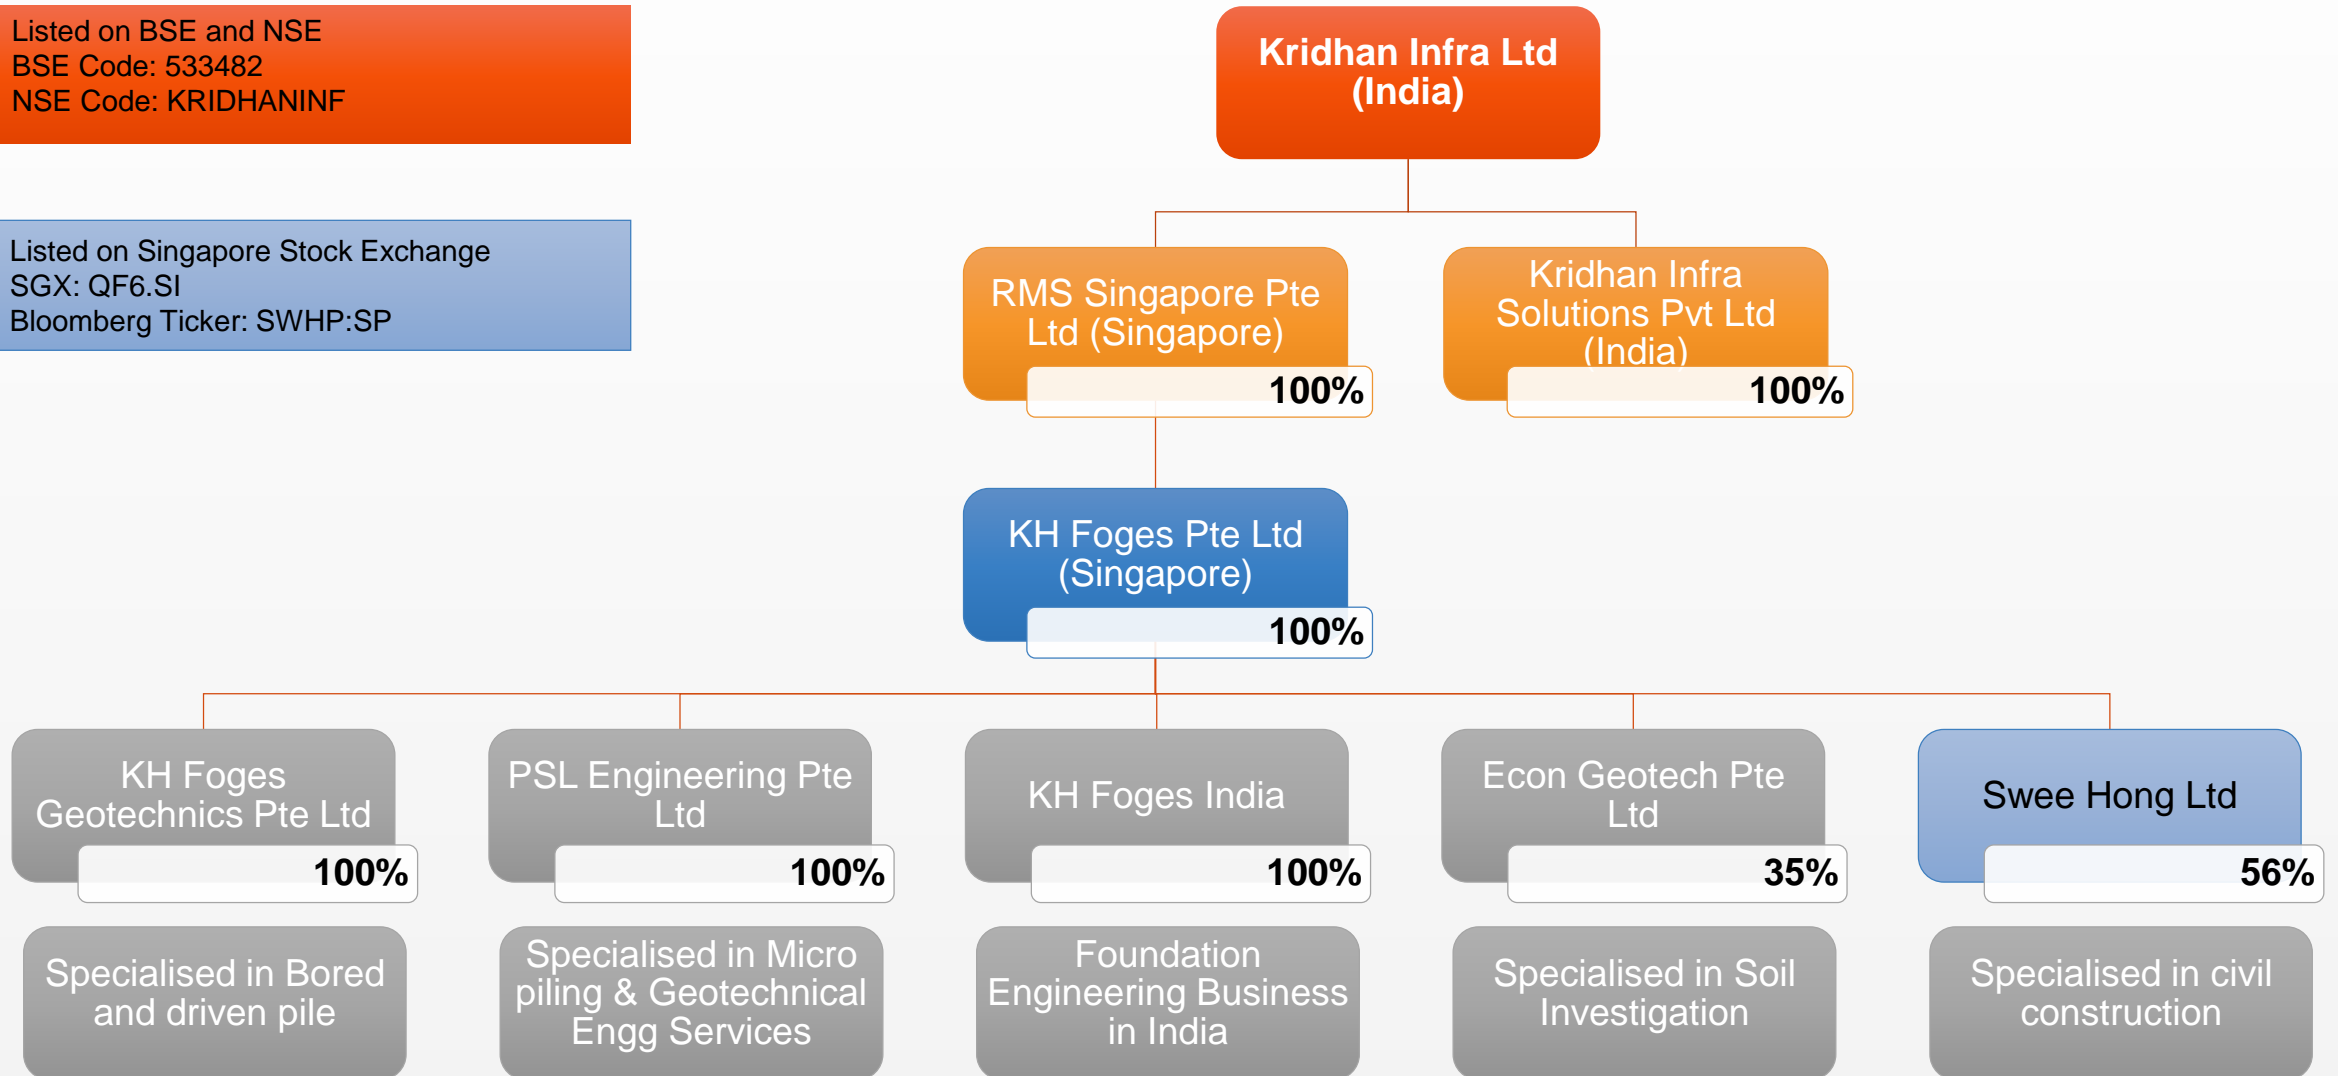 Listed on BSE and NSE
BSE Code: 533482
NSE Code: KRIDHANINF
Listed on Singapore Stock Exchange
SGX: QF6.SI
Bloomberg Ticker: SWHP:SP
Kridhan Infra Ltd
(India)
RMS Singapore Pte
Ltd (Singapore)
100%
Kridhan Infra
Solutions Pvt Ltd
(India)
100%
KH Foges Pte Ltd
(Singapore)
100%
KH Foges
Geotechnics Pte Ltd
100%
PSL Engineering Pte
Ltd
100%
KH Foges India
100%
Econ Geotech Pte
Ltd
35%
Swee Hong Ltd
56%
Specialised in Bored
and driven pile
Specialised in Micro
piling & Geotechnical
Engg Services
Foundation
Engineering Business
in India
Specialised in Soil
Investigation
Specialised in civil
construction